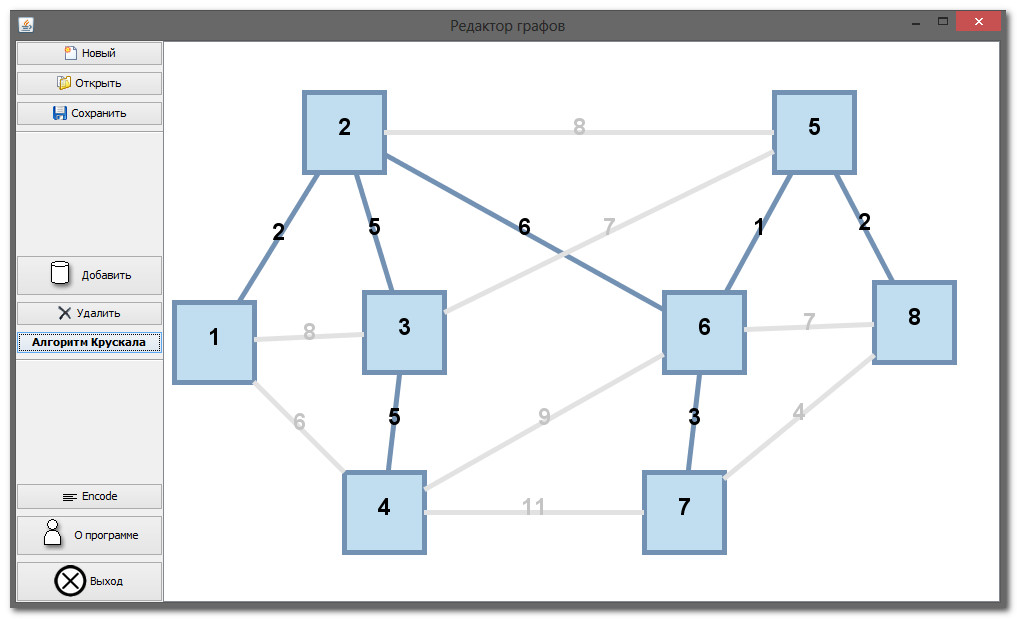 Редактор графов
Новый
Открыть
Сохранить
Добавить
Удалить
Алгоритм Крускала
Encode
О программе
Выход
2
8
5
2
5
6
7
1
2
1
8
3
6
7
8
6
5
9
3
4
4
11
7